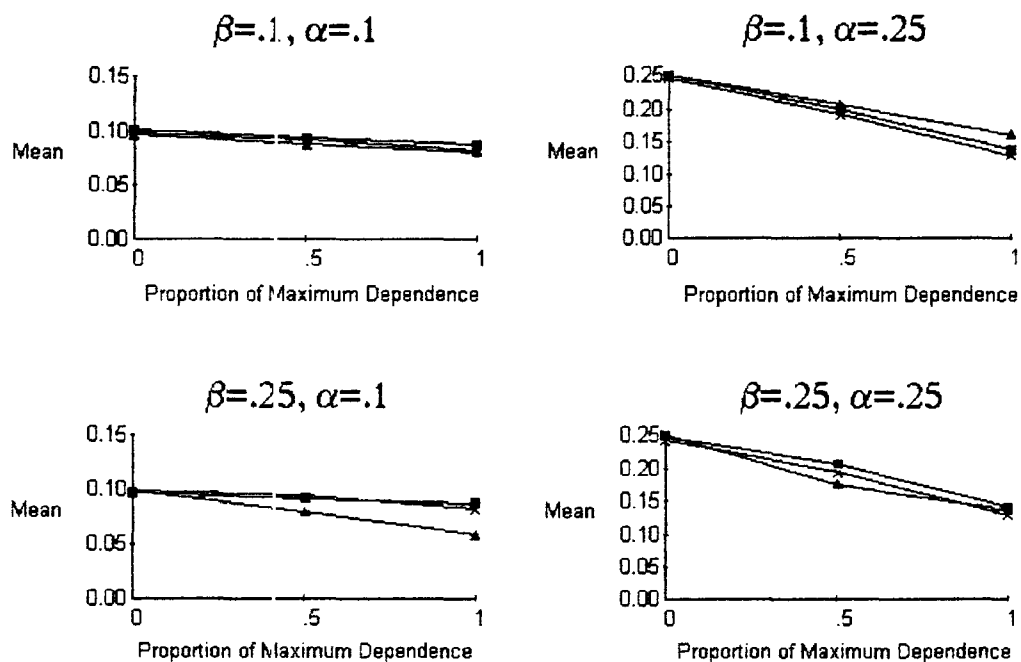 β=.1, α=.1
0.15
0.10
Mean
0.05
0.00
0 .5 1
Proportion of Maximum Dependence
β=.1, α=.25
0.25
0.20
Mean
0.15
0.10
0.05
0.00
0 .5 1
Proportion of Maximum Dependence
β=.25, α=.1
0.15
0.10
Mean
0.05
0.00
0 .5 1
Proportion of Maximum Dependence
β=.25, α=.25
0.25
0.20
0.15
Mean
0.10
0.05
0.00
0 .5 1
Proportion of Maximum Dependence